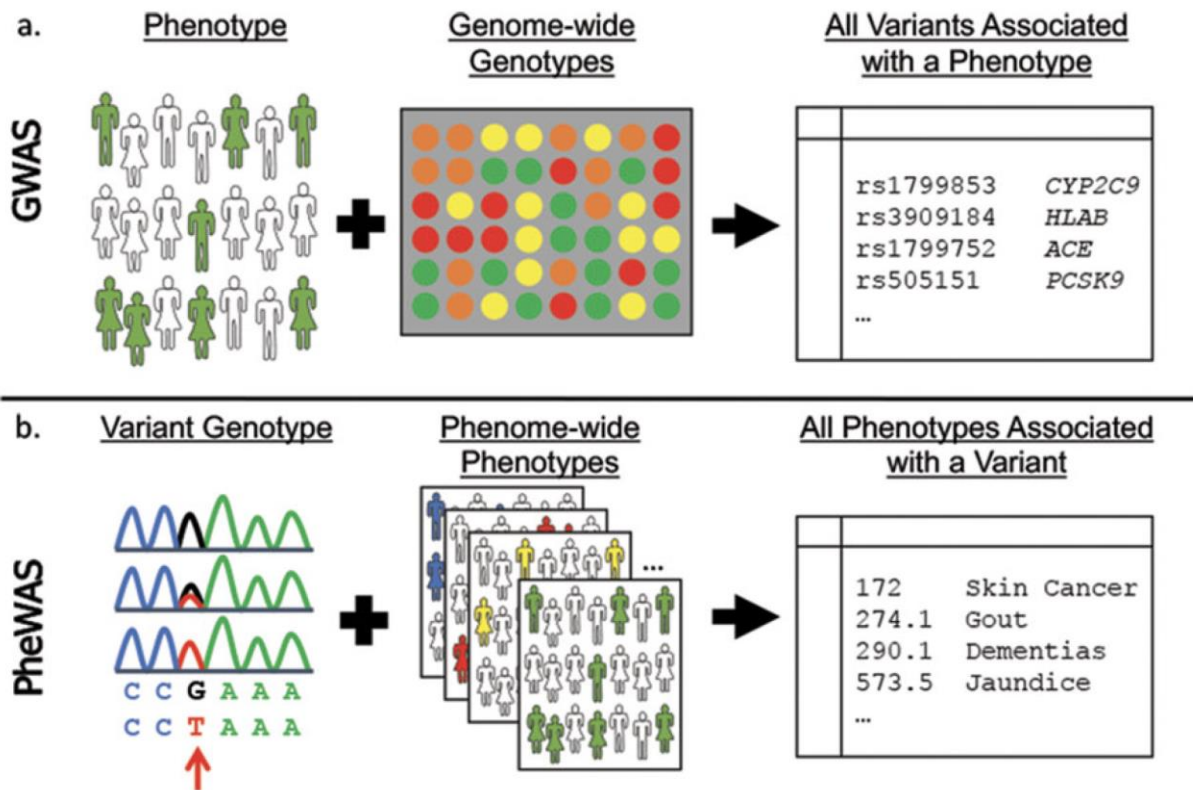 a.
Phenotype
Genome-wide
Genotypes
All Variants Associated
with a Phenotype
GWAS
rs1799853 CYP2C9
rs3909184 HLAB
rs1799752 ACE
rs505151 PCSK9
…
b.
Variant Genotype
Phenome-wide
Phenotypes
All Phenotypes Associated
with a Variant
PheWAS
C C G A A A
C C T A A A
...
172 Skin Cancer
274.1 Gout
290.1 Dementias
573.5 Jaundice
…